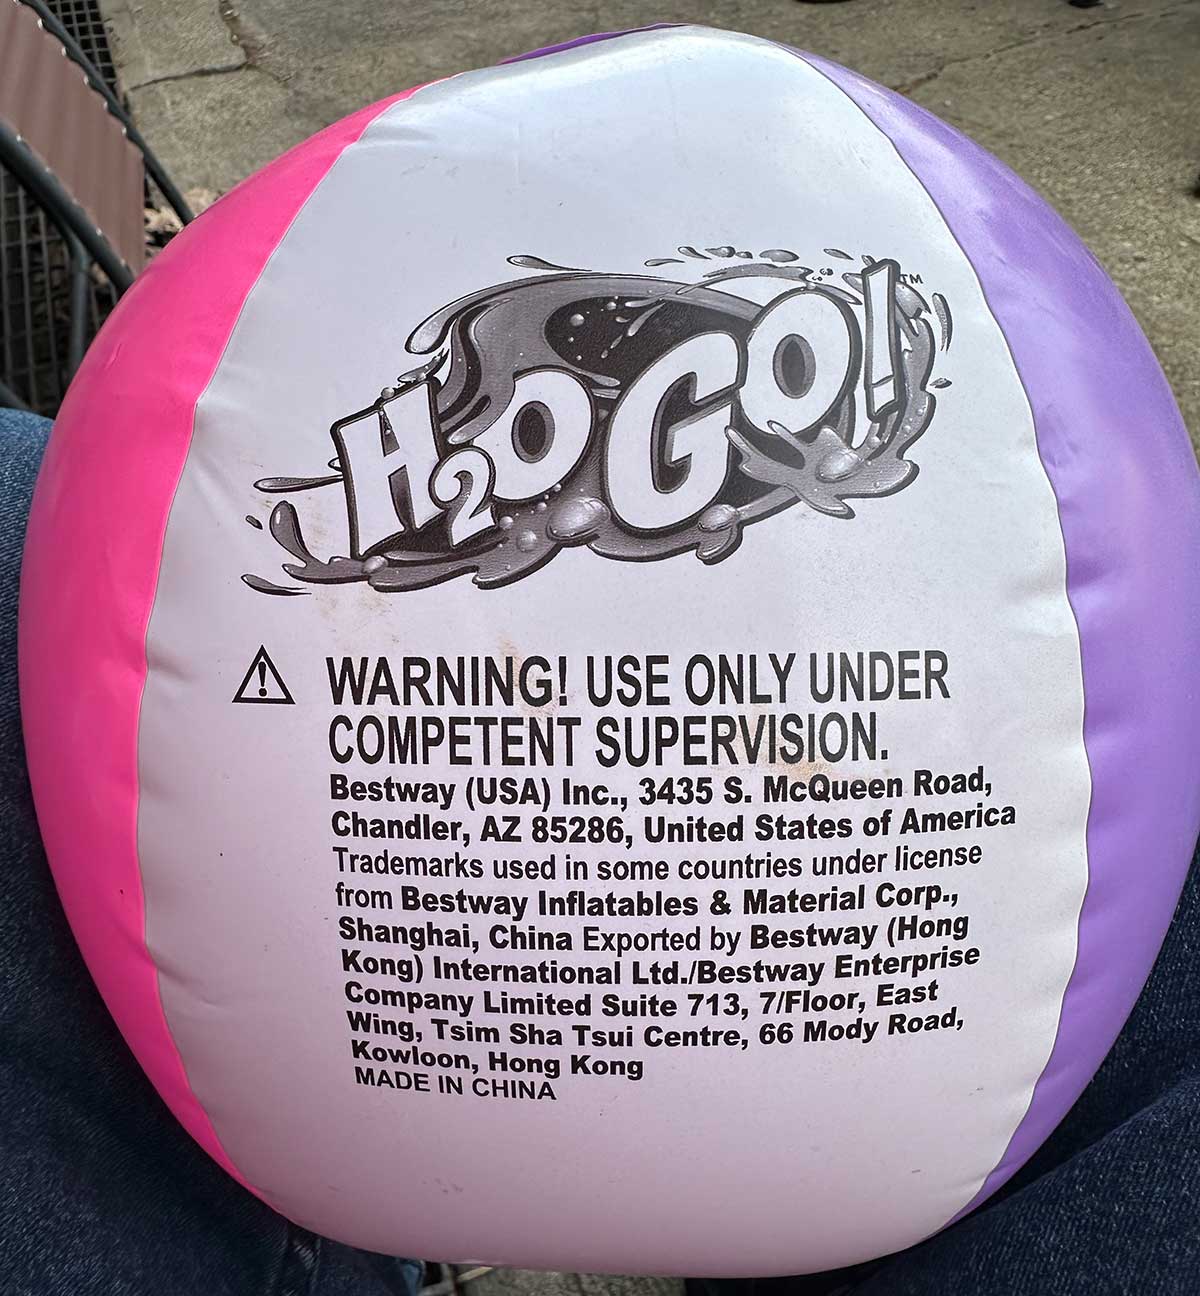 H2O GO!™
WARNING! USE ONLY UNDER
COMPETENT SUPERVISION.
Bestway (USA) Inc., 3435 S. McQueen Road,
Chandler, AZ 85286, United States of America
Trademarks used in some countries under license
from Bestway Inflatables & Material Corp.,
Shanghai, China Exported by Bestway (Hong
Kong) International Ltd./Bestway Enterprise
Company Limited Suite 713, 7/Floor, East
Wing, Tsim Sha Tsui Centre, 66 Mody Road,
Kowloon, Hong Kong
MADE IN CHINA